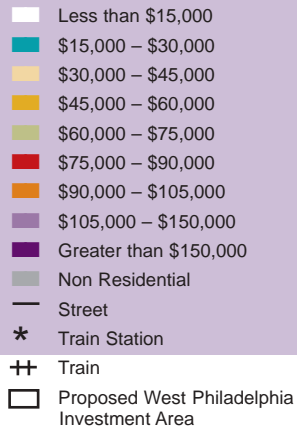 Less than $15,000
$15,000 – $30,000
$30,000 – $45,000
$45,000 – $60,000
$60,000 – $75,000
$75,000 – $90,000
$90,000 – $105,000
$105,000 – $150,000
Greater than $150,000
Non Residential
Street
Train Station
Train
Proposed West Philadelphia
Investment Area